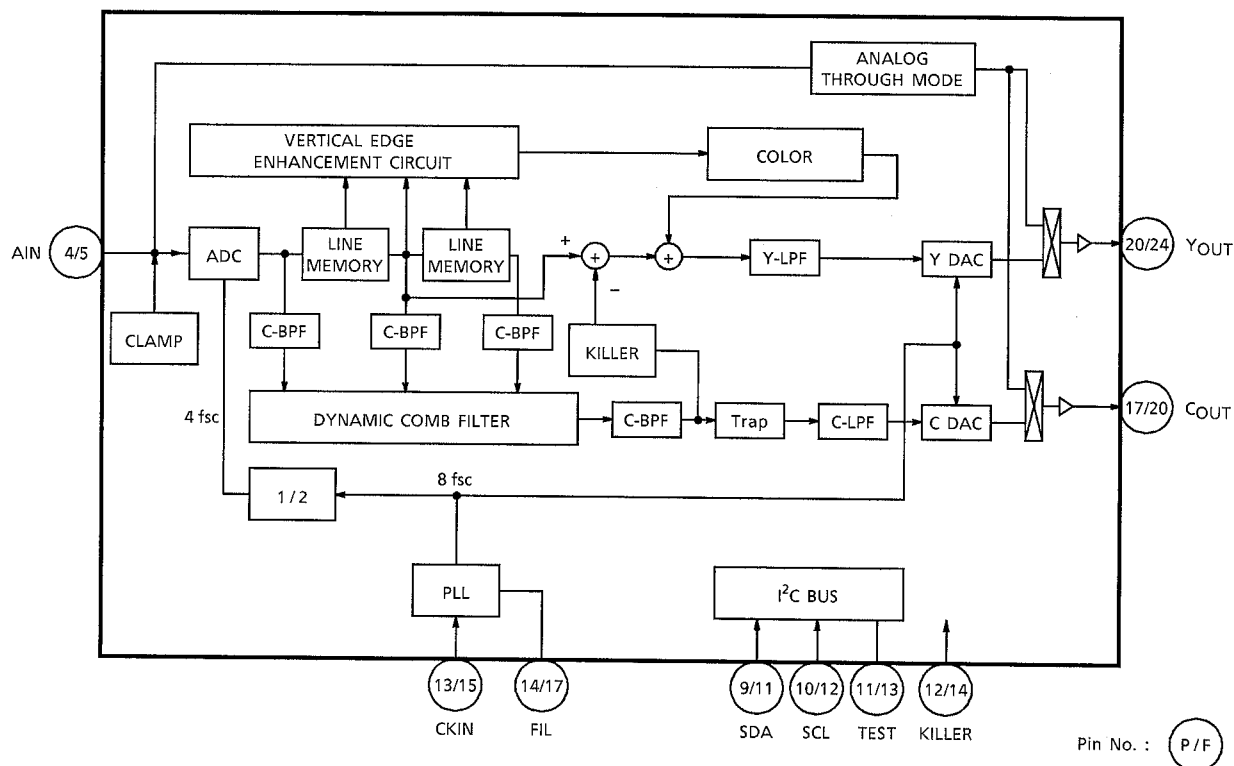 ANALOG
THROUGH MODE
VERTICAL EDGE
ENHANCEMENT CIRCUIT
COLOR
AIN
4/5
ADC
LINE
MEMORY
LINE
MEMORY
+
+
−
+
Y-LPF
Y DAC
20/24
YOUT
CLAMP
C-BPF
C-BPF
C-BPF
KILLER
4 fsc
DYNAMIC COMB FILTER
C-BPF
Trap
C-LPF
C DAC
17/20
COUT
1/2
8 fsc
PLL
I²C BUS
13/15
14/17
9/11
10/12
11/13
12/14
CKIN
FIL
SDA
SCL
TEST
KILLER
Pin No. : P/F